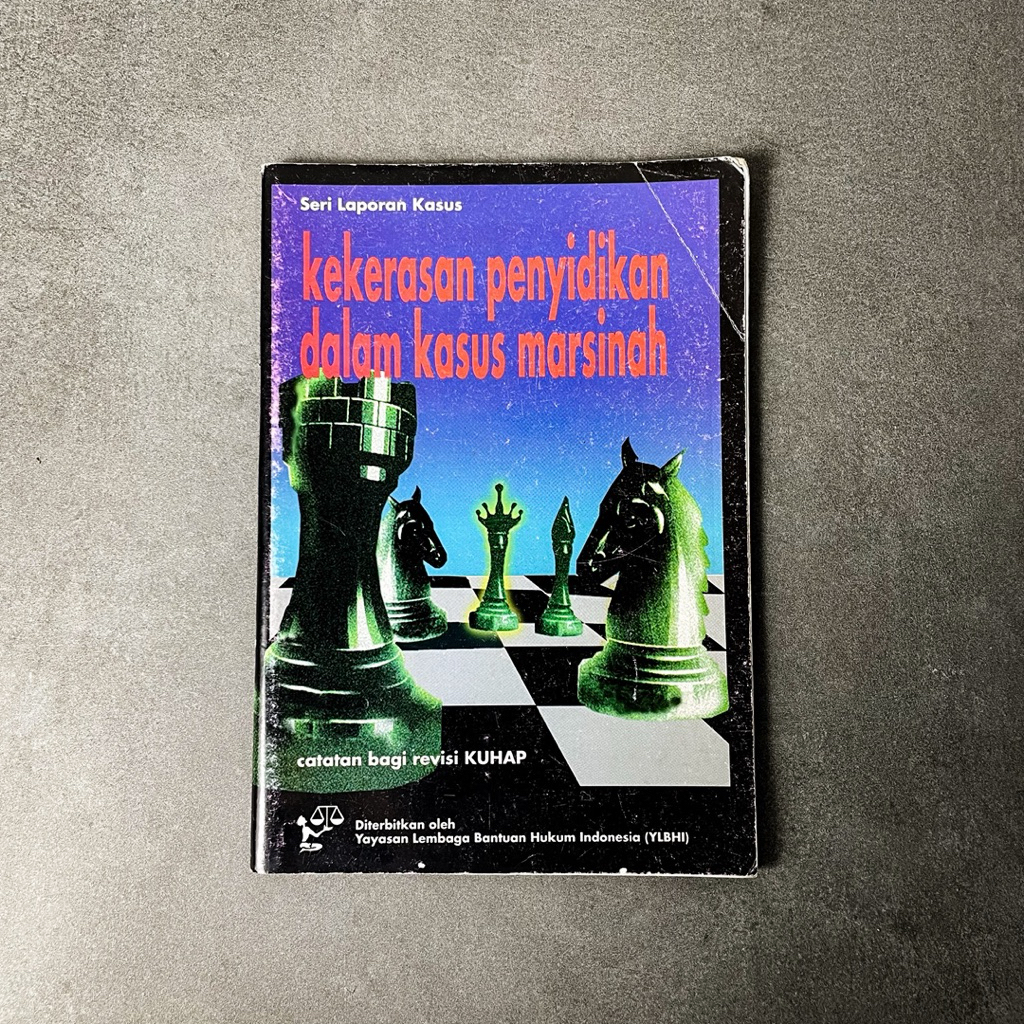 Seri Laporan Kasus
kekerasan penyidikan
dalam kasus marsinah
catatan bagi revisi KUHAP
Diterbitkan oleh
Yayasan Lembaga Bantuan Hukum Indonesia (YLBHI)